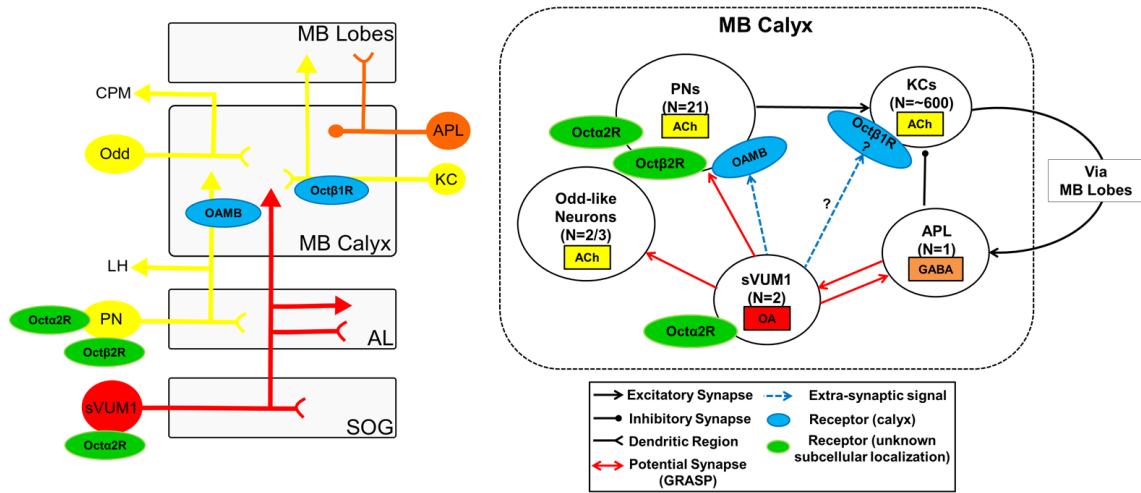 MB Lobes
CPM
Odd
APL
Octβ1R
KC
OAMB
MB Calyx
LH
Octα2R
PN
Octβ2R
AL
sVUM1
Octα2R
SOG
MB Calyx
PNs
(N=21)
ACh
KCs
(N=~600)
ACh
Octα2R
Octβ2R
OAMB
Octβ1R
?
Via
MB Lobes
Odd-like
Neurons
(N=2/3)
ACh
?
APL
(N=1)
GABA
sVUM1
(N=2)
OA
Octα2R
Excitatory Synapse
Inhibitory Synapse
Dendritic Region
Potential Synapse
(GRASP)
Extra-synaptic signal
Receptor (calyx)
Receptor (unknown
subcellular localization)